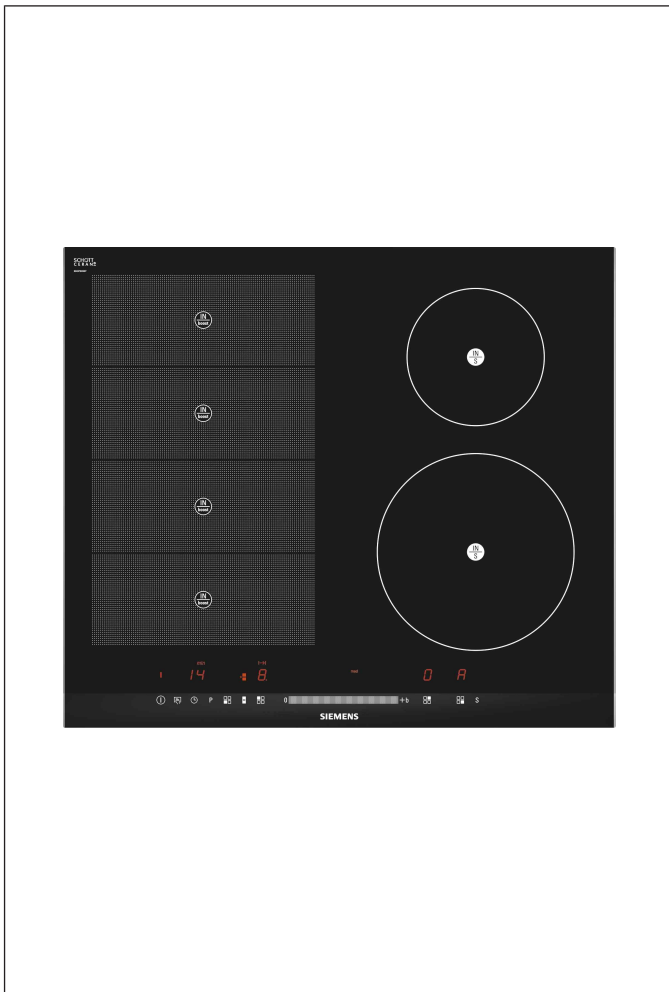 SCHOTT
CERAN®
IN
boost
IN
S
IN
boost
IN
boost
IN
S
IN
boost
14
8.
0
A
P
0
+b
S
SIEMENS